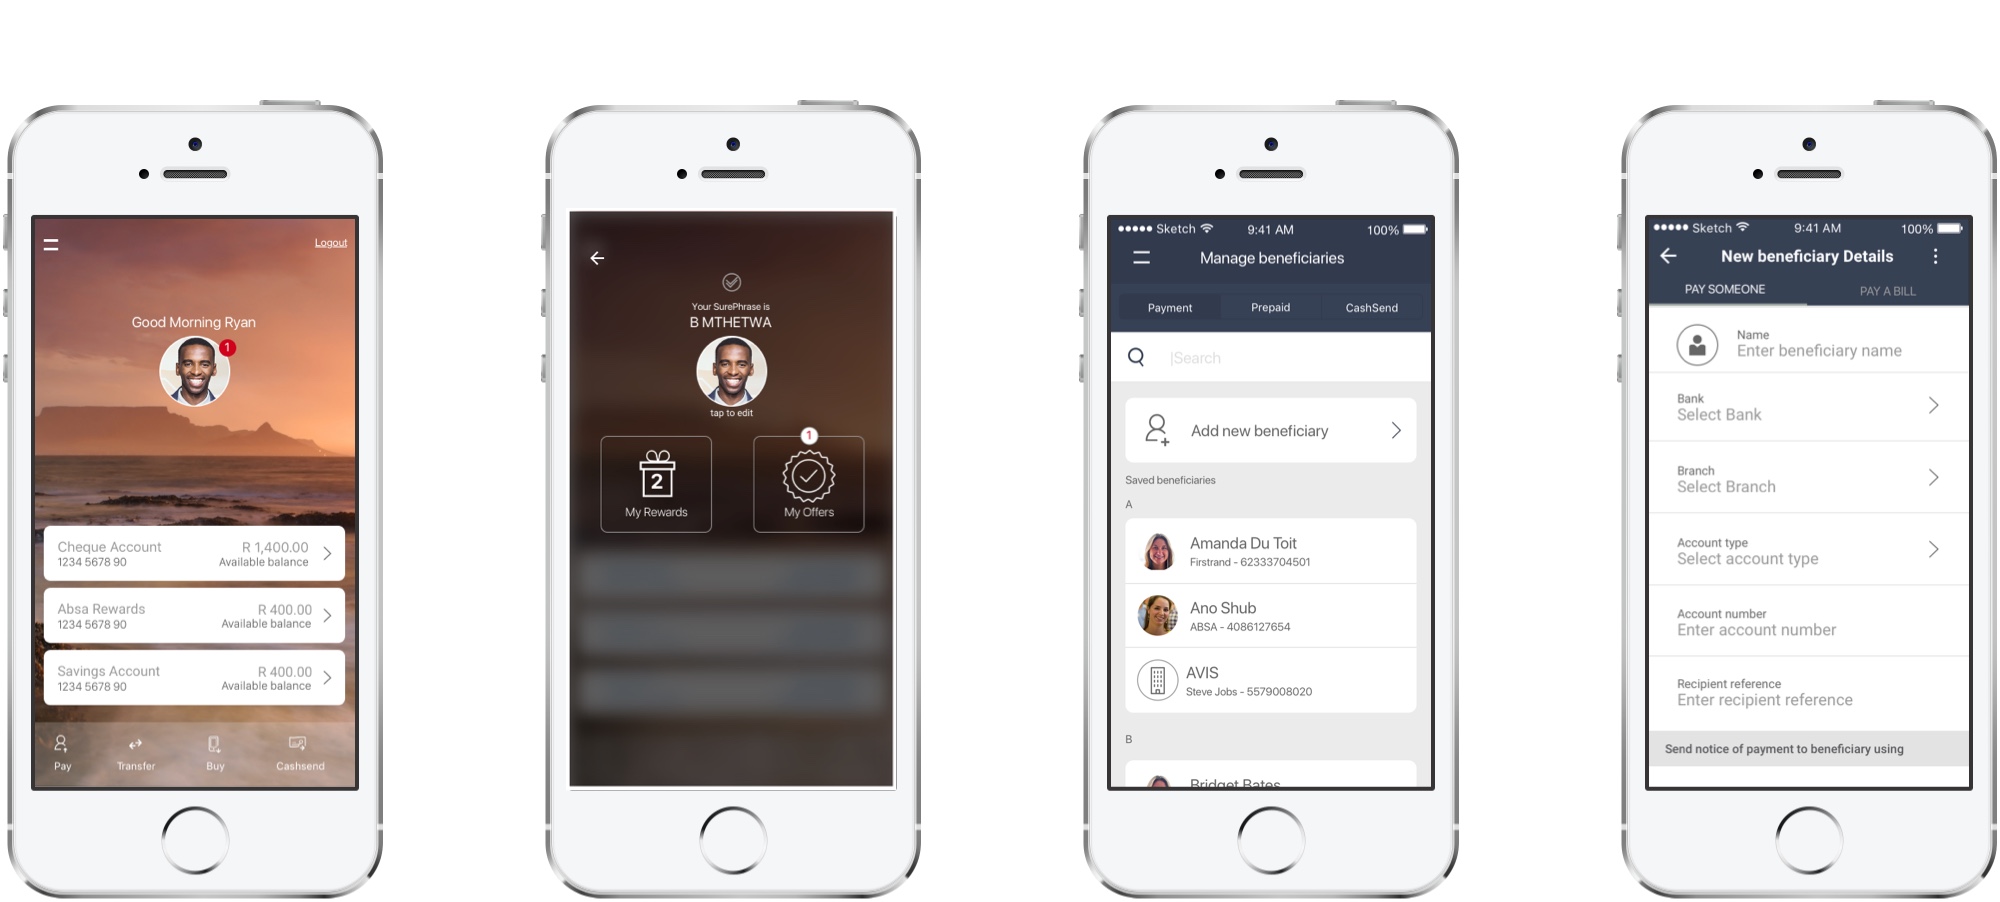 Logout
Good Morning Ryan
1
Cheque Account R 1,400.00
1234 5678 90 Available balance
Absa Rewards R 400.00
1234 5678 90 Available balance
Savings Account R 400.00
1234 5678 90 Available balance
Pay Transfer Buy Cashsend
Your SurePhrase is
B MTHETWA
tap to edit
1
2
My Rewards My Offers
Sketch 9:41 AM 100%
Manage beneficiaries
Payment Prepaid CashSend
Search
Add new beneficiary
Saved beneficiaries
A
Amanda Du Toit
Firstrand - 62333704501
Ano Shub
ABSA - 4086127654
AVIS
Steve Jobs - 5579008020
B
Bridget Bates
Sketch 9:41 AM 100%
New beneficiary Details
PAY SOMEONE PAY A BILL
Name
Enter beneficiary name
Bank
Select Bank
Branch
Select Branch
Account type
Select account type
Account number
Enter account number
Recipient reference
Enter recipient reference
Send notice of payment to beneficiary using